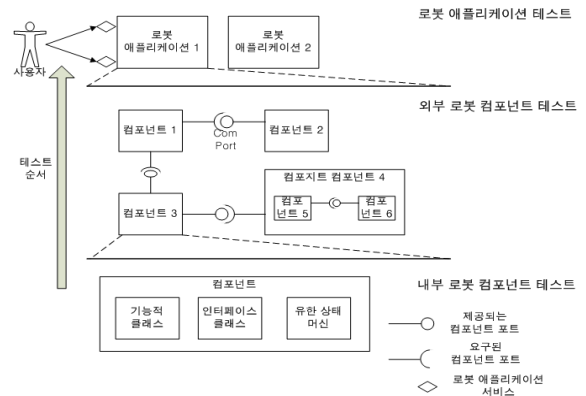 로봇 애플리케이션 테스트
로봇
애플리케이션 1
로봇
애플리케이션 2
사용자
외부 로봇 컴포넌트 테스트
컴포넌트 1
Com
Port
컴포넌트 2
테스트
순서
컴포지트 컴포넌트 4
컴포넌트 3
컴포
넌트 5
컴포
넌트 6
내부 로봇 컴포넌트 테스트
컴포넌트
기능적
클래스
인터페이스
클래스
유한 상태
머신
제공되는
컴포넌트 포트
요구된
컴포넌트 포트
로봇 애플리케이션
서비스